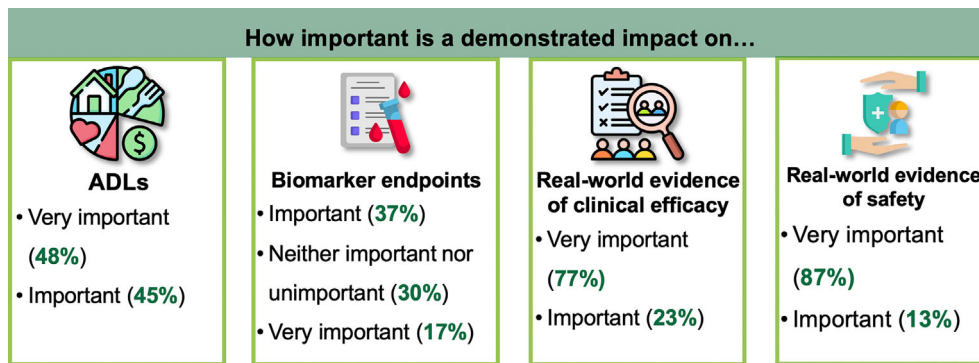 How important is a demonstrated impact on…
ADLs
• Very important
(48%)
• Important (45%)
Biomarker endpoints
• Important (37%)
• Neither important nor
unimportant (30%)
• Very important (17%)
Real-world evidence
of clinical efficacy
• Very important
(77%)
• Important (23%)
Real-world evidence
of safety
• Very important
(87%)
• Important (13%)